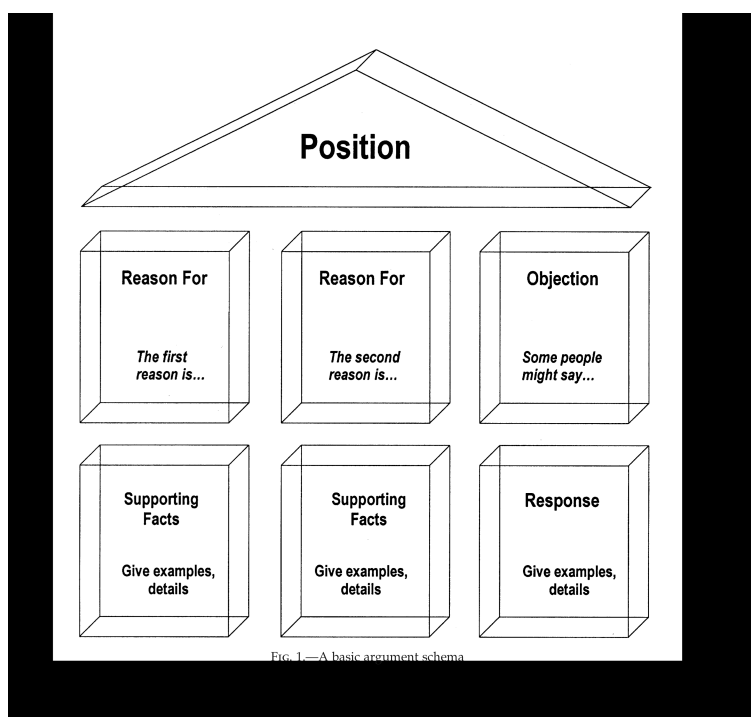 Position
Reason For
The first
reason is...
Reason For
The second
reason is...
Objection
Some people
might say...
Supporting
Facts
Give examples,
details
Supporting
Facts
Give examples,
details
Response
Give examples,
details
FIG. 1.—A basic argument schema